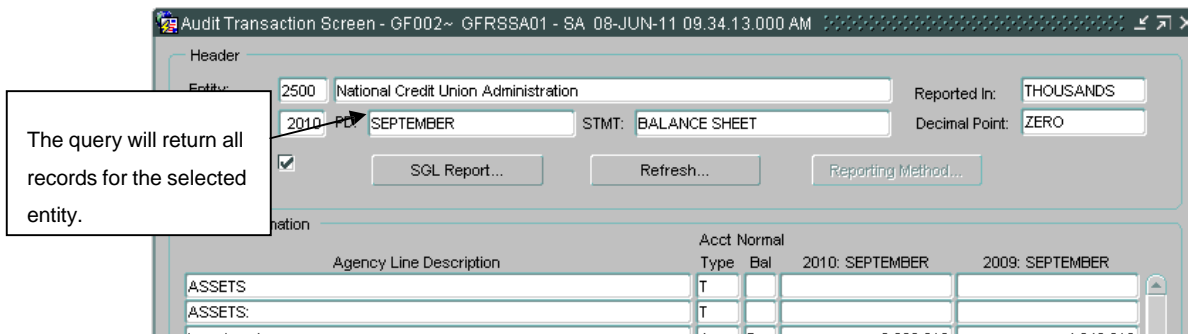 Audit Transaction Screen - GF002~ GFRSSA01 - SA 08-JUN-11 09.34.13.000 AM
Header
Entity: 2500 National Credit Union Administration Reported In: THOUSANDS
2010 PD: SEPTEMBER STMT: BALANCE SHEET Decimal Point: ZERO
The query will return all
records for the selected
entity.
SGL Report... Refresh... Reporting Method...
Acct Normal
Agency Line Description Type Bal 2010: SEPTEMBER 2009: SEPTEMBER
ASSETS T
ASSETS: T